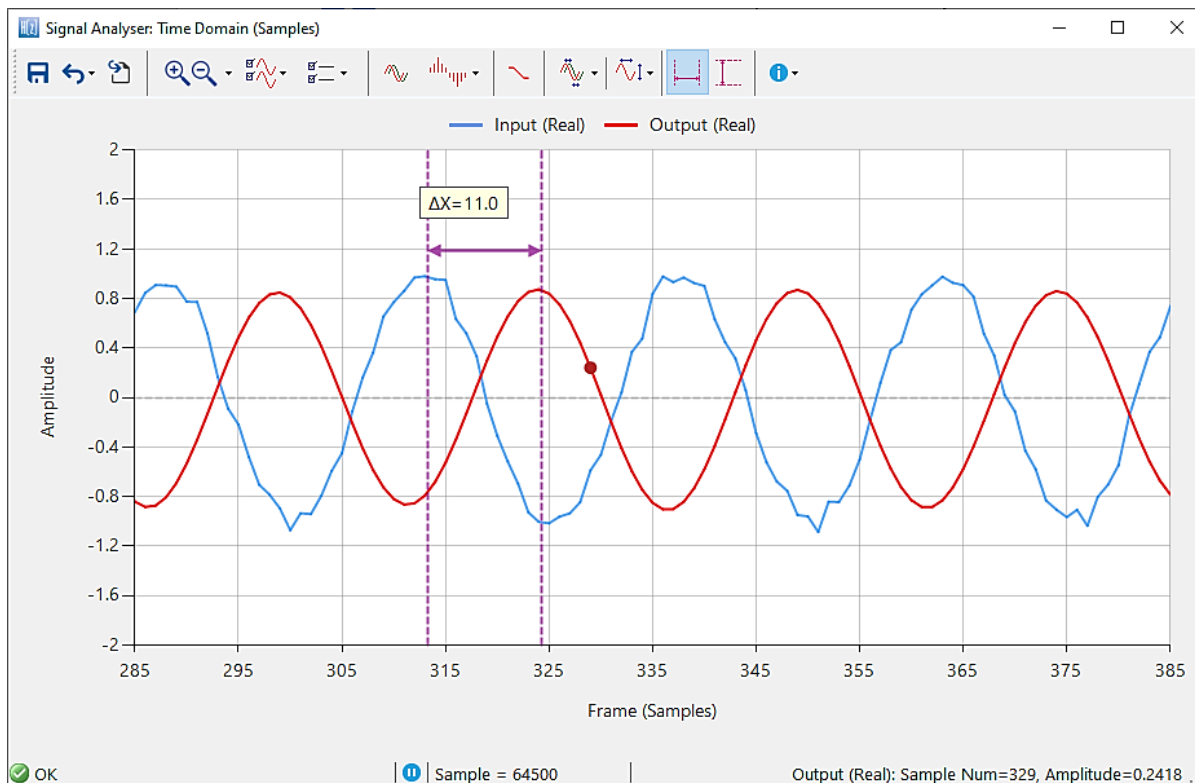 H(z) Signal Analyser: Time Domain (Samples)
Input (Real) Output (Real)
2
1.6
1.2
0.8
0.4
0
-0.4
-0.8
-1.2
-1.6
-2
ΔX=11.0
Amplitude
285 295 305 315 325 335 345 355 365 375 385
Frame (Samples)
OK Sample = 64500 Output (Real): Sample Num=329, Amplitude=0.2418